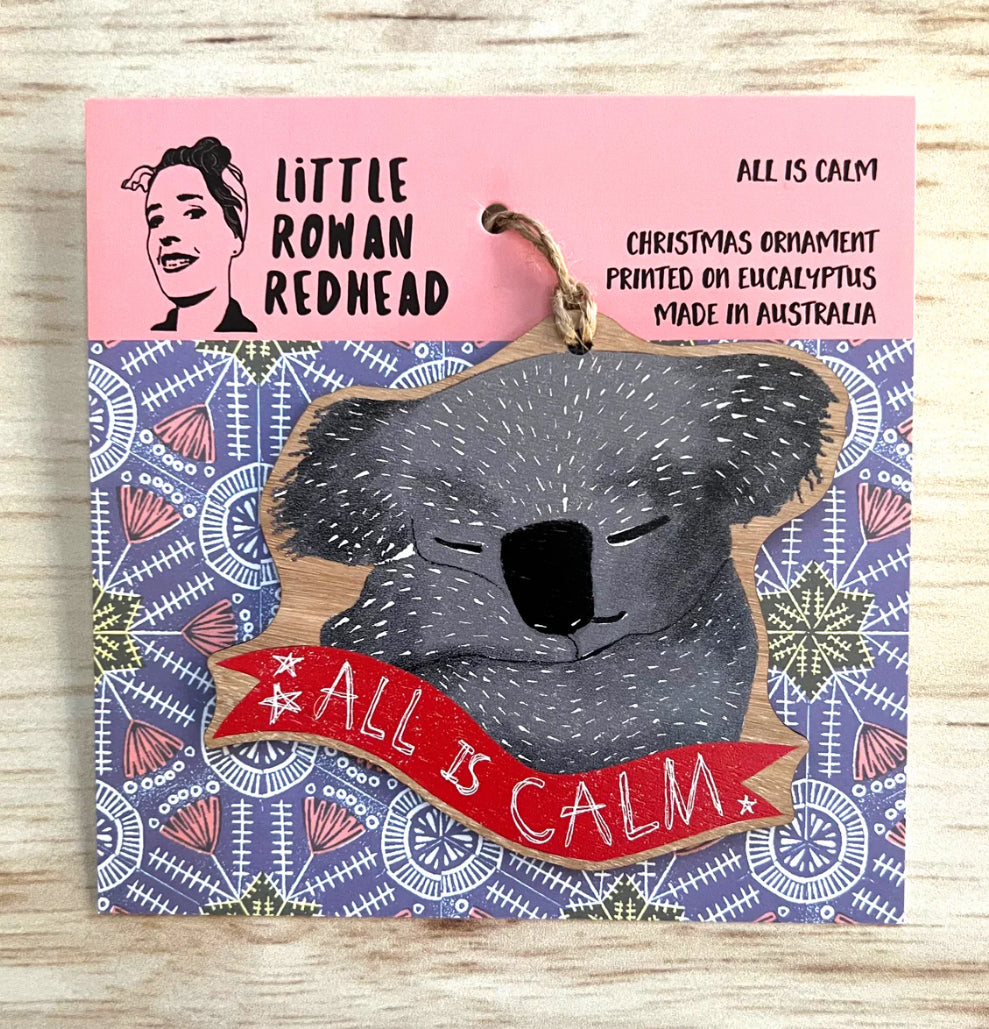 LITTLE
ROWAN
REDHEAD
ALL IS CALM
CHRISTMAS ORNAMENT
PRINTED ON EUCALYPTUS
MADE IN AUSTRALIA
ALL IS CALM